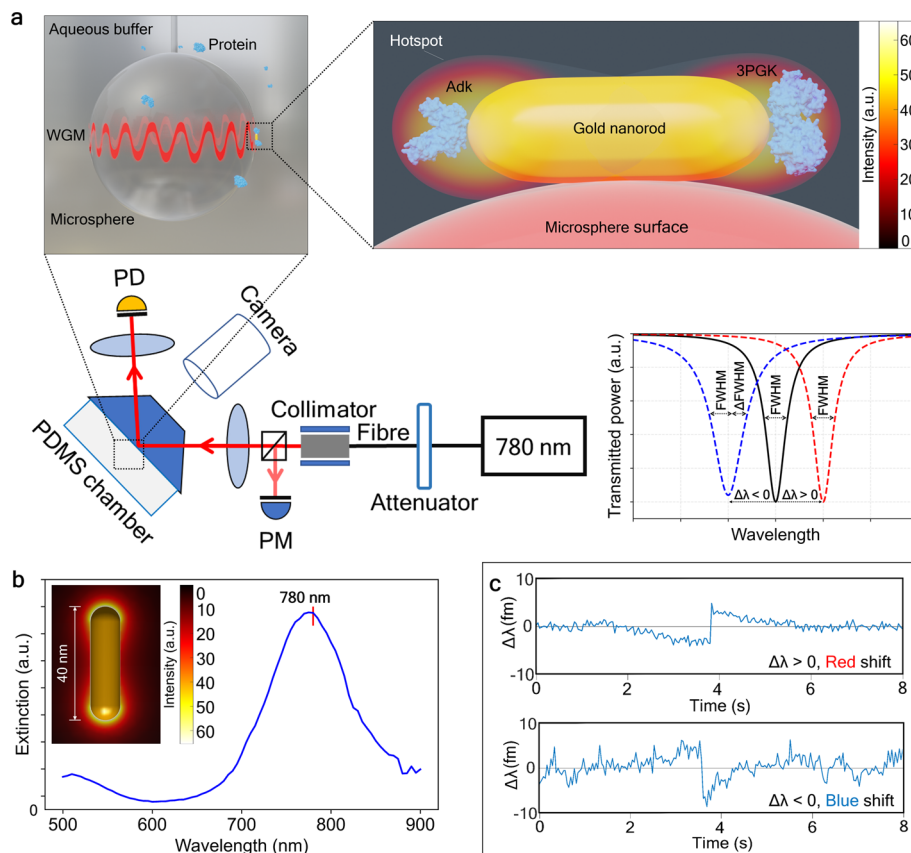 a
Aqueous buffer
Protein
WGM
Microsphere
Hotspot
Adk
3PGK
Gold nanorod
Microsphere surface
Intensity (a.u.)
60
50
40
30
20
10
0
PD
Camera
PDMS chamber
Collimator
Fibre
780 nm
Attenuator
PM
Transmitted power (a.u.)
FWHM
ΔFWHM
FWHM
FWHM
Δλ < 0
Δλ > 0
Wavelength
b
Extinction (a.u.)
0
40 nm
Intensity (a.u.)
0
10
20
30
40
50
60
780 nm
500 600 700 800 900
Wavelength (nm)
c
Δλ(fm)
10
0
-10
Δλ > 0, Red shift
0 2 4 6 8
Time (s)
Δλ(fm)
10
0
-10
Δλ < 0, Blue shift
0 2 4 6 8
Time (s)